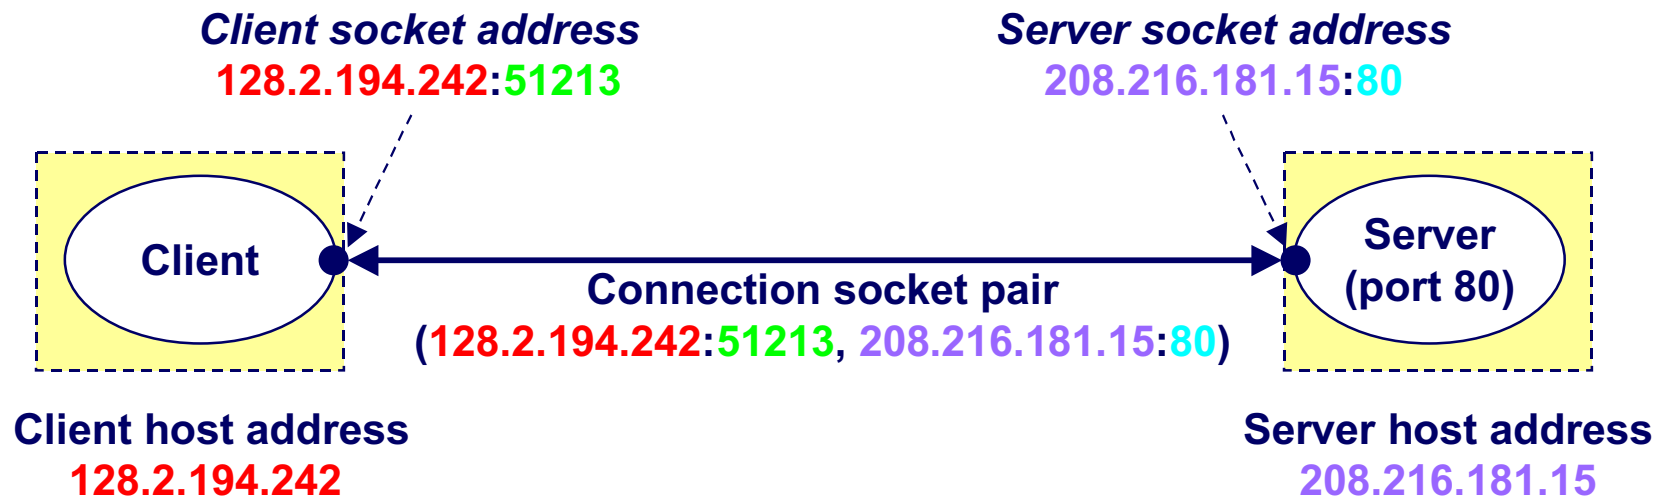 Client socket address
128.2.194.242:51213
Server socket address
208.216.181.15:80
Client
Server
(port 80)
Connection socket pair
(128.2.194.242:51213, 208.216.181.15:80)
Client host address
128.2.194.242
Server host address
208.216.181.15